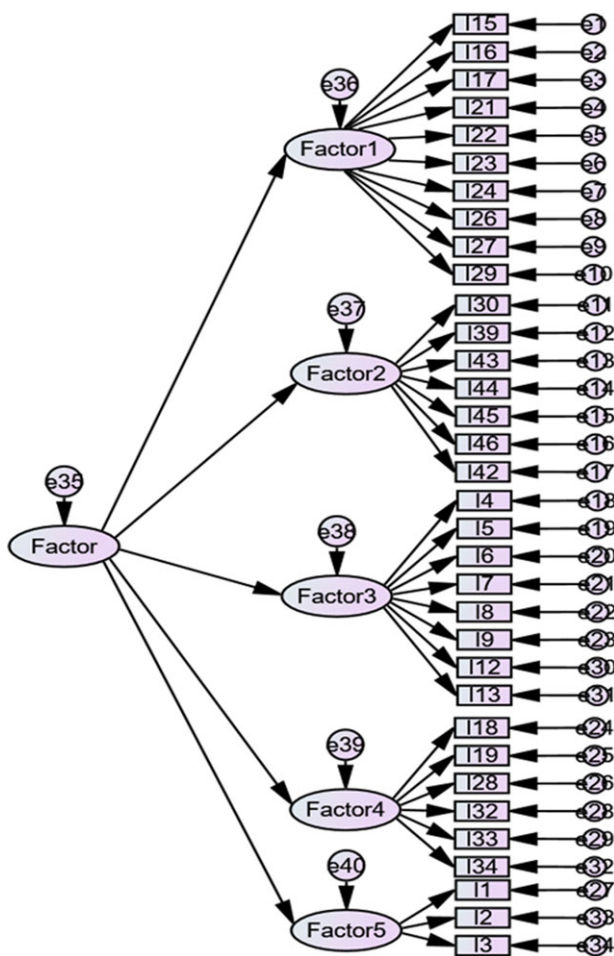 I15 e1
I16 e2
e36
I17 e3
I21 e4
Factor1 I22 e5
I23 e6
I24 e7
I26 e8
I27 e9
I29 e10
e37 I30 e11
I39 e12
Factor2 I43 e13
I44 e14
I45 e15
I46 e16
I42 e17
e35
I4 e18
e38 I5 e19
Factor I6 e20
I7 e21
Factor3 I8 e22
I9 e23
I12 e30
I13 e31
I18 e24
e39 I19 e25
I28 e26
Factor4 I32 e28
I33 e29
e40 I34 e32
I1 e27
Factor5 I2 e33
I3 e34